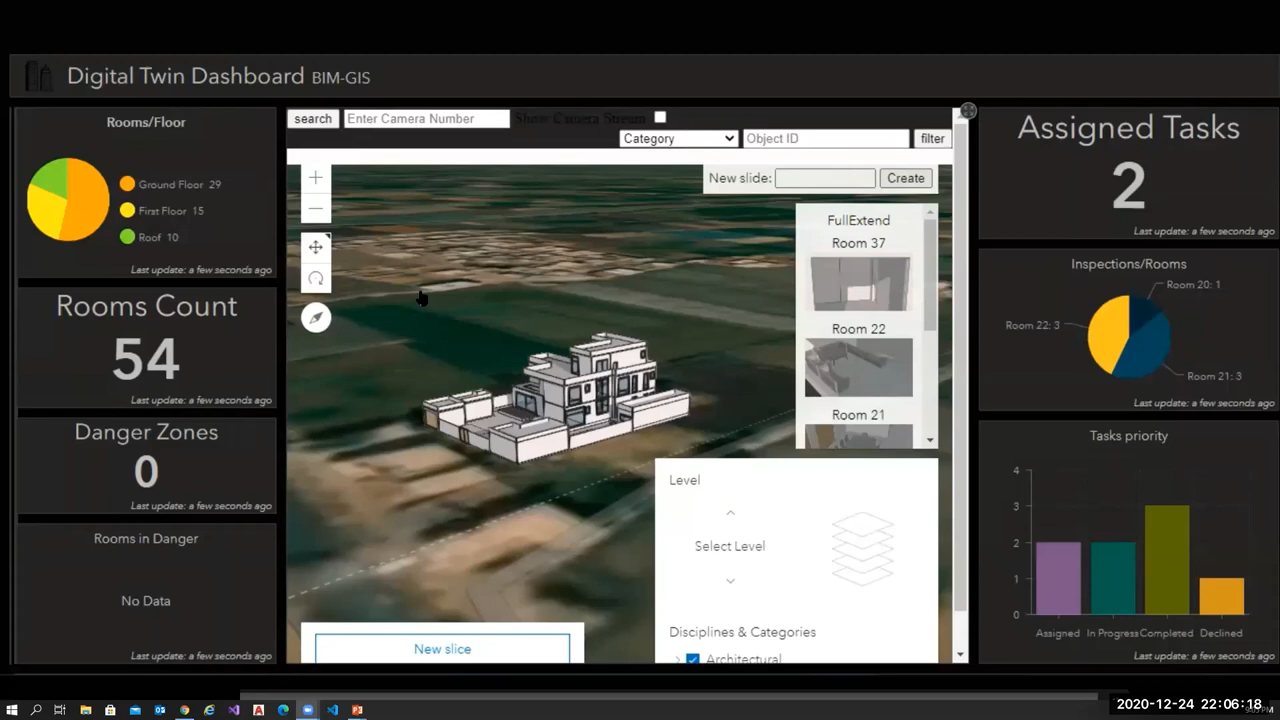 Digital Twin Dashboard BIM-GIS
Rooms/Floor
Ground Floor 29
First Floor 15
Roof 10
Last update: a few seconds ago
Rooms Count
54
Last update: a few seconds ago
Danger Zones
0
Last update: a few seconds ago
Rooms in Danger
No Data
Last update: a few seconds ago
search Enter Camera Number Show Camera Stream
Category Object ID filter
New slide: Create
FullExtend
Room 37
Room 22
Room 21
Level
Select Level
Disciplines & Categories
Architectural
New slice
Assigned Tasks
2
Last update: a few seconds ago
Inspections/Rooms
Room 20: 1
Room 22: 3
Room 21: 3
Last update: a few seconds ago
Tasks priority
4
3
2
1
0
Assigned In Progress Completed Declined
Last update: a few seconds ago
2020-12-24 22:06:18